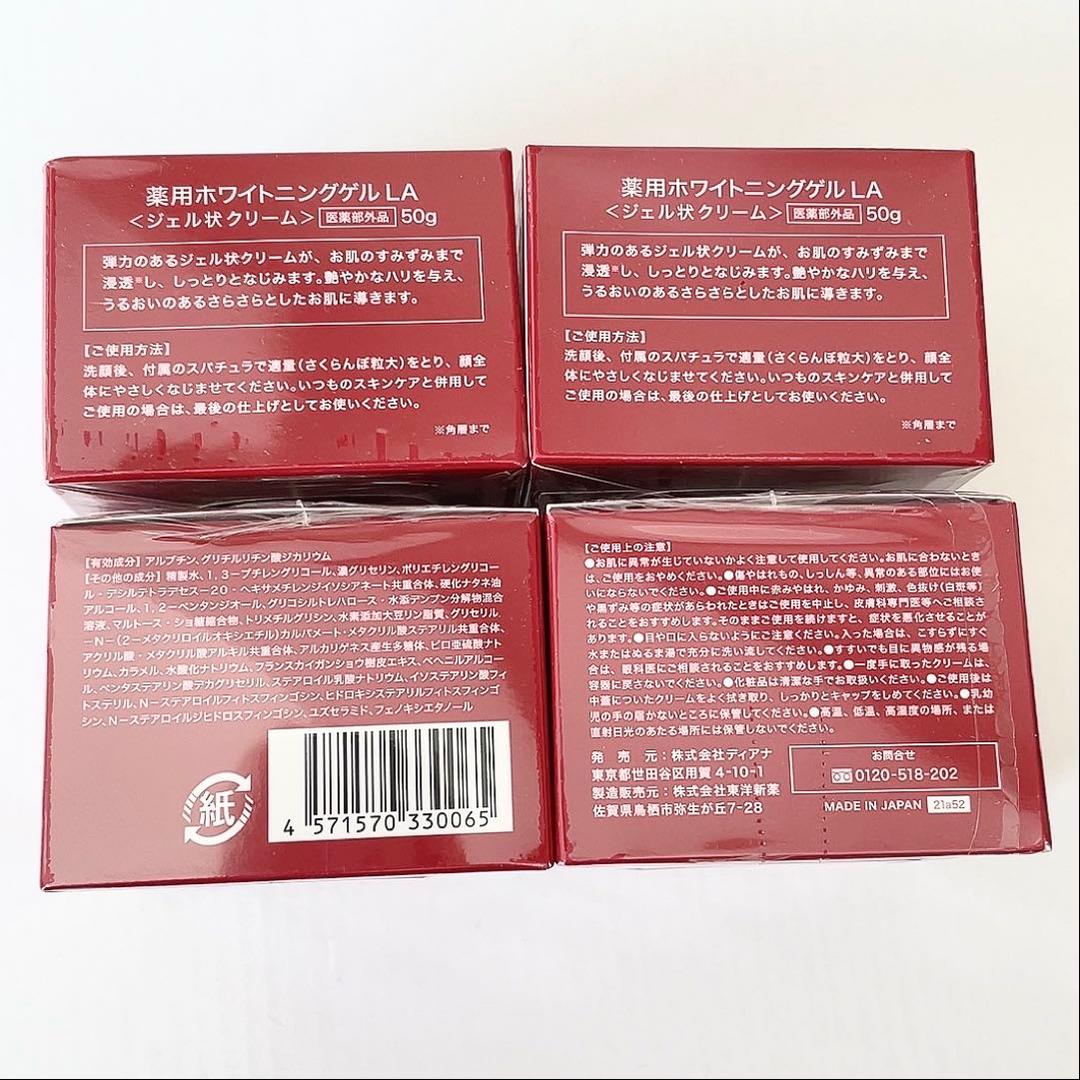 薬用ホワイトニングゲル LA
<ジェル状クリーム> 医薬部外品 50g
弾力のあるジェル状クリームが、お肌のすみずみまで
浸透※し、しっとりとなじみます。艶やかなハリを与え、
うるおいのあるさらさらとしたお肌に導きます。
【ご使用方法】
洗顔後、付属のスパチュラで適量(さくらんぼ粒大)をとり、顔全
体にやさしくなじませてください。いつものスキンケアと併用して
ご使用の場合は、最後の仕上げとしてお使いください。
※角層まで
薬用ホワイトニングゲル LA
<ジェル状クリーム> 医薬部外品 50g
弾力のあるジェル状クリームが、お肌のすみずみまで
浸透※し、しっとりとなじみます。艶やかなハリを与え、
うるおいのあるさらさらとしたお肌に導きます。
【ご使用方法】
洗顔後、付属のスパチュラで適量(さくらんぼ粒大)をとり、顔全
体にやさしくなじませてください。いつものスキンケアと併用して
ご使用の場合は、最後の仕上げとしてお使いください。
※角層まで
【有効成分】アルブチン、グリチルリチン酸ジカリウム
【その他の成分】精製水、1,3-ブチレングリコール、濃グリセリン、ポリエチレングリコー
ル・デシルテトラデセス-20・ヘキサメチレンジイソシアネート共重合体、硬化ナタネ油
アルコール、1,2-ペンタンジオール、グリコシルトレハロース・水添デンプン分解物混合
溶液、マルトース・ショ糖縮合物、トリメチルグリシン、水素添加大豆リン脂質、グリセリル
-N-(2-メタクリロイルオキシエチル)カルバメート・メタクリル酸ステアリル共重合体、
アクリル酸・メタクリル酸アルキル共重合体、アルカリゲネス産生多糖体、ピロ亜硫酸ナト
リウム、カラメル、水酸化ナトリウム、フランスカイガンショウ樹皮エキス、ベヘニルアルコー
ル、ペンタステアリン酸デカグリセリル、ステアロイル乳酸ナトリウム、イソステアリン酸フィ
トステリル、N-ステアロイルフィトスフィンゴシン、ヒドロキシステアリルフィトスフィンゴ
シン、N-ステアロイルジヒドロスフィンゴシン、ユズセラミド、フェノキシエタノール
紙
4 571570 330065
【ご使用上の注意】
●お肌に異常が生じていないかよく注意して使用してください。お肌に合わないとき
は、ご使用をおやめください。●傷やはれもの、しっしん等、異常のある部位にはお使
いにならないでください。●ご使用中に赤みやはれ、かゆみ、刺激、色抜け(白斑等)
や黒ずみ等の症状があらわれたときはご使用を中止し、皮膚科専門医等へご相談さ
れることをおすすめします。そのままご使用を続けますと、症状を悪化させることが
あります。●目や口に入らないようにご注意ください。入った場合は、こすらずにすぐ
水またはぬるま湯で充分に洗い流してください。●すすいでも目に異物感が残る場
合は、眼科医にご相談されることをおすすめします。●一度手に取ったクリームは、
容器に戻さないでください。●化粧品は清潔な手でお取扱いください。●ご使用後は
中蓋についたクリームをよく拭き取り、しっかりとキャップをしめてください。●乳幼
児の手の届かないところに保管してください。●高温、低温、高湿度の場所、または
直射日光のあたる場所には保管しないでください。
発売元:株式会社ディアナ
東京都世田谷区用賀 4-10-1
製造販売元:株式会社東洋新薬
佐賀県鳥栖市弥生が丘7-28
お問合せ
0120-518-202
MADE IN JAPAN 21a52